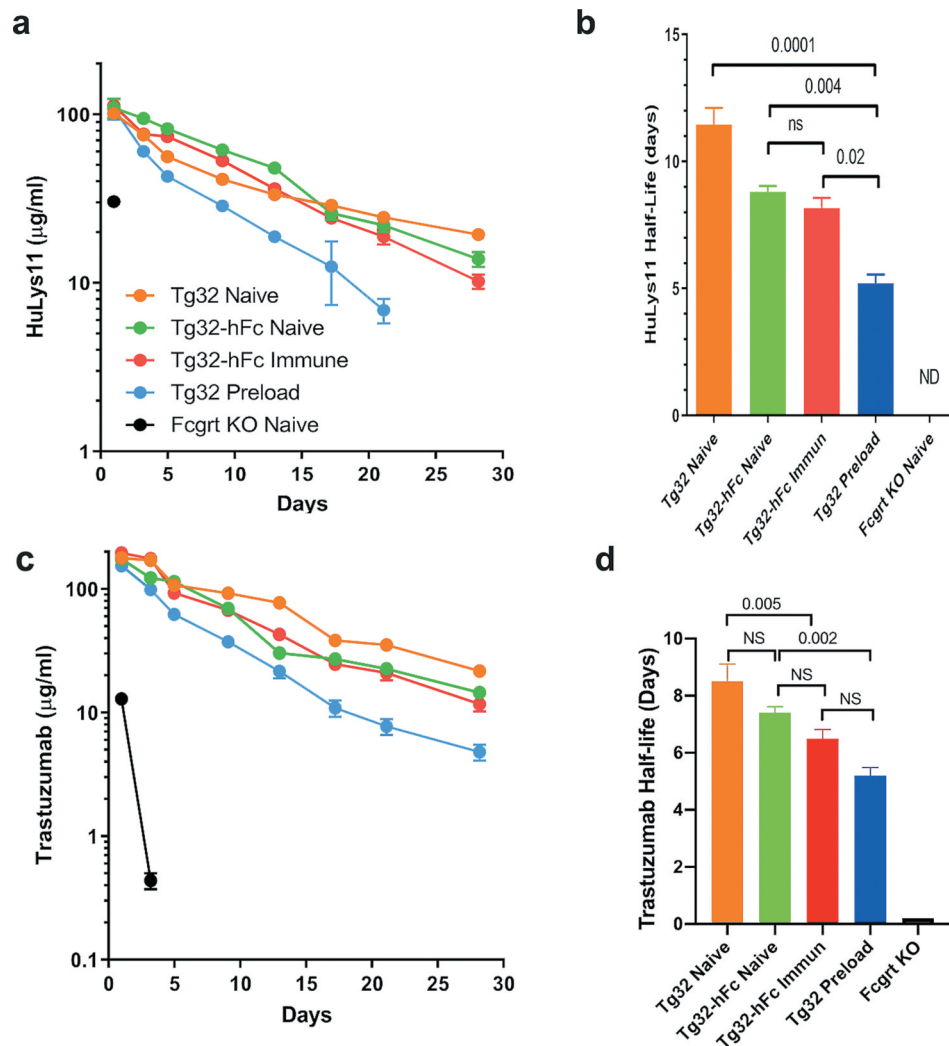 a
HuLys11 (μg/ml)
100
10
1
Tg32 Naive
Tg32-hFc Naive
Tg32-hFc Immune
Tg32 Preload
Fcgrt KO Naive
0 5 10 15 20 25 30
Days
b
HuLys11 Half-Life (days)
15
10
5
0
0.0001
0.004
ns
0.02
ND
Tg32 Naive
Tg32-hFc Naive
Tg32-hFc Immun
Tg32 Preload
Fcgrt KO Naive
c
Trastuzumab (μg/ml)
100
10
1
0.1
0 5 10 15 20 25 30
Days
d
Trastuzumab Half-life (Days)
10
8
6
4
2
0
0.005
NS 0.002
NS
NS
Tg32 Naive
Tg32-hFc Naive
Tg32-hFc Immun
Tg32 Preload
Fcgrt KO